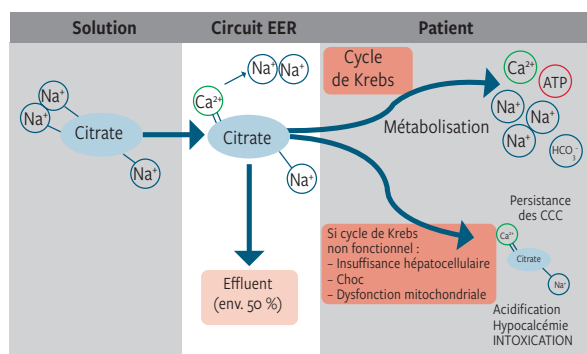 Solution
Circuit EER
Patient
Na⁺
Na⁺
Citrate
Na⁺
Na⁺
Na⁺
Ca²⁺
Citrate
Na⁺
Effluent
(env. 50 %)
Cycle
de Krebs
Métabolisation
Ca²⁺
ATP
Na⁺
Na⁺
Na⁺
HCO₃⁻
Si cycle de Krebs
non fonctionnel :
– Insuffisance hépatocellulaire
– Choc
– Dysfonction mitochondriale
Persistance
des CCC
Ca²⁺
Citrate
Na⁺
Acidification
Hypocalcémie
INTOXICATION